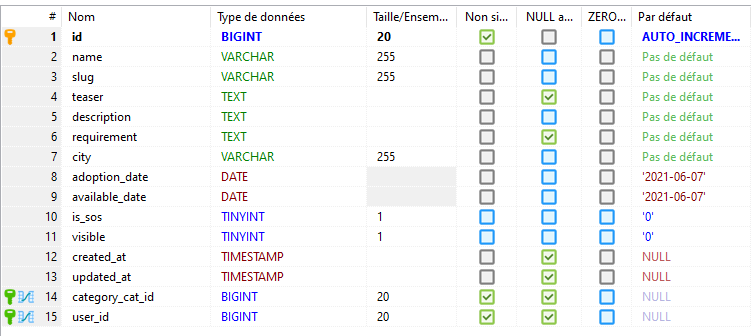 # Nom Type de données Taille/Ensem... Non si... NULL a... ZERO... Par défaut
1 id BIGINT 20 AUTO_INCREME...
2 name VARCHAR 255 Pas de défaut
3 slug VARCHAR 255 Pas de défaut
4 teaser TEXT Pas de défaut
5 description TEXT Pas de défaut
6 requirement TEXT Pas de défaut
7 city VARCHAR 255 Pas de défaut
8 adoption_date DATE '2021-06-07'
9 available_date DATE '2021-06-07'
10 is_sos TINYINT 1 '0'
11 visible TINYINT 1 '0'
12 created_at TIMESTAMP NULL
13 updated_at TIMESTAMP NULL
14 category_cat_id BIGINT 20 NULL
15 user_id BIGINT 20 NULL